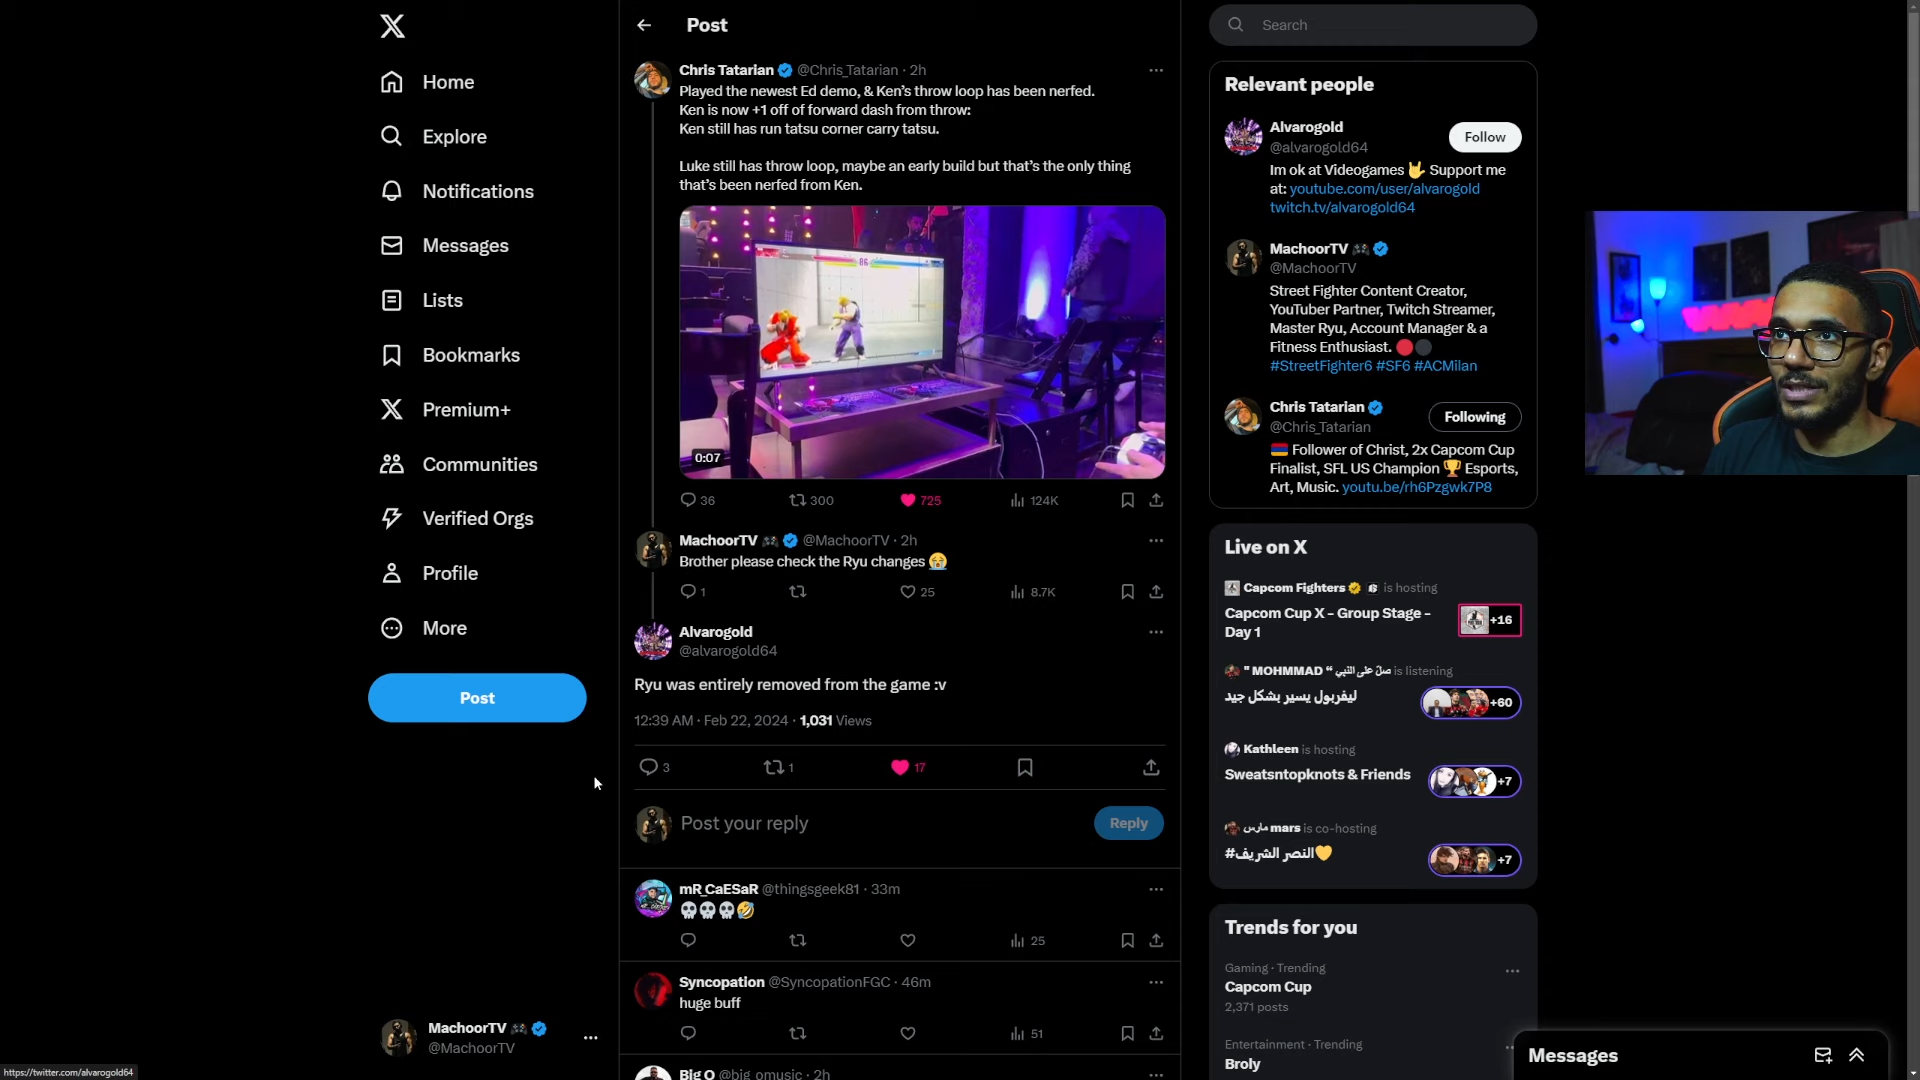 Home
Explore
Notifications
Messages
Lists
Bookmarks
Premium+
Communities
Verified Orgs
Profile
More
Post
MachoorTV 🎮
@MachoorTV
https://twitter.com/alvarogold64
Post
Chris Tatarian @Chris_Tatarian · 2h
Played the newest Ed demo, & Ken's throw loop has been nerfed.
Ken is now +1 off of forward dash from throw:
Ken still has run tatsu corner carry tatsu.
Luke still has throw loop, maybe an early build but that's the only thing
that's been nerfed from Ken.
86
0:07
36 300 725 124K
MachoorTV 🎮 @MachoorTV · 2h
Brother please check the Ryu changes 😭
1 25 8.7K
Alvarogold
@alvarogold64
Ryu was entirely removed from the game :v
12:39 AM · Feb 22, 2024 · 1,031 Views
3 1 17
Post your reply
Reply
mR_CaESaR @thingsgeek81 · 33m
💀💀💀🤣
25
Syncopation @SyncopationFGC · 46m
huge buff
51
Big O @big_omusic · 2h
Search
Relevant people
Alvarogold
@alvarogold64
Follow
Im ok at Videogames 🤟 Support me
at: youtube.com/user/alvarogold
twitch.tv/alvarogold64
MachoorTV 🎮
@MachoorTV
Street Fighter Content Creator,
YouTuber Partner, Twitch Streamer,
Master Ryu, Account Manager & a
Fitness Enthusiast. 🔴⚫
#StreetFighter6 #SF6 #ACMilan
Chris Tatarian
@Chris_Tatarian
Following
🇦🇲 Follower of Christ, 2x Capcom Cup
Finalist, SFL US Champion 🏆 Esports,
Art, Music. youtu.be/rh6Pzgwk7P8
Live on X
Capcom Fighters is hosting
Capcom Cup X - Group Stage -
Day 1
+16
" MOHMMAD “ صلّ على النبي is listening
ليفربول يسير بشكل جيد
+60
Kathleen is hosting
Sweatsntopknots & Friends
+7
mars مارس is co-hosting
#النصر_الشريف💛
+7
Trends for you
Gaming · Trending
Capcom Cup
2,371 posts
Entertainment · Trending
Broly
Messages